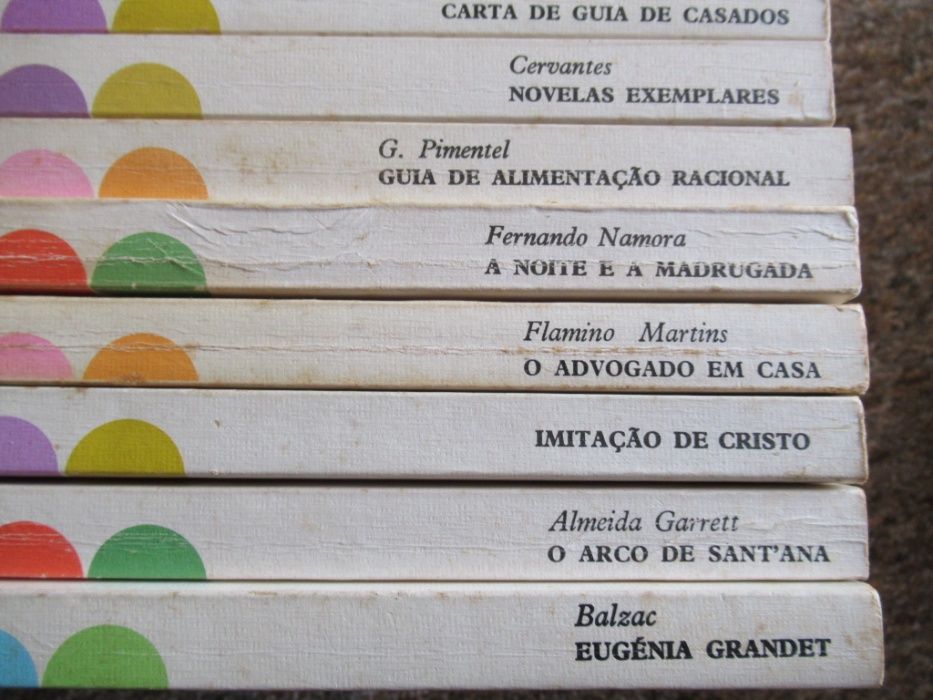 CARTA DE GUIA DE CASADOS
Cervantes
NOVELAS EXEMPLARES
G. Pimentel
GUIA DE ALIMENTAÇÃO RACIONAL
Fernando Namora
A NOITE E A MADRUGADA
Flamino Martins
O ADVOGADO EM CASA
IMITAÇÃO DE CRISTO
Almeida Garrett
O ARCO DE SANT'ANA
Balzac
EUGÉNIA GRANDET